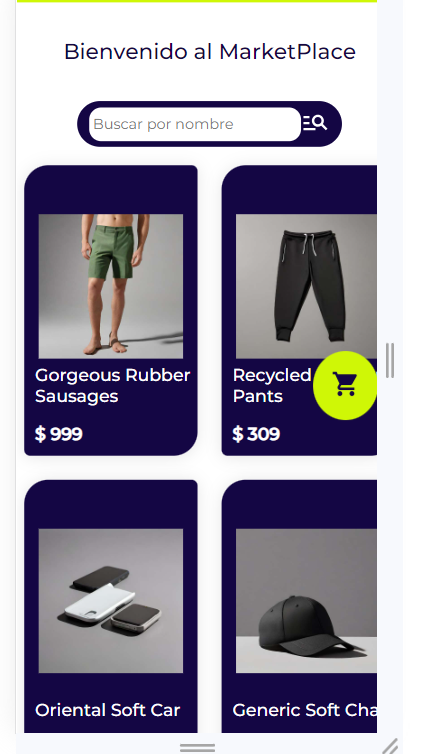 Bienvenido al MarketPlace
Buscar por nombre
Gorgeous Rubber
Sausages
$ 999
Recycled
Pants
$ 309
Oriental Soft Car
Generic Soft Cha